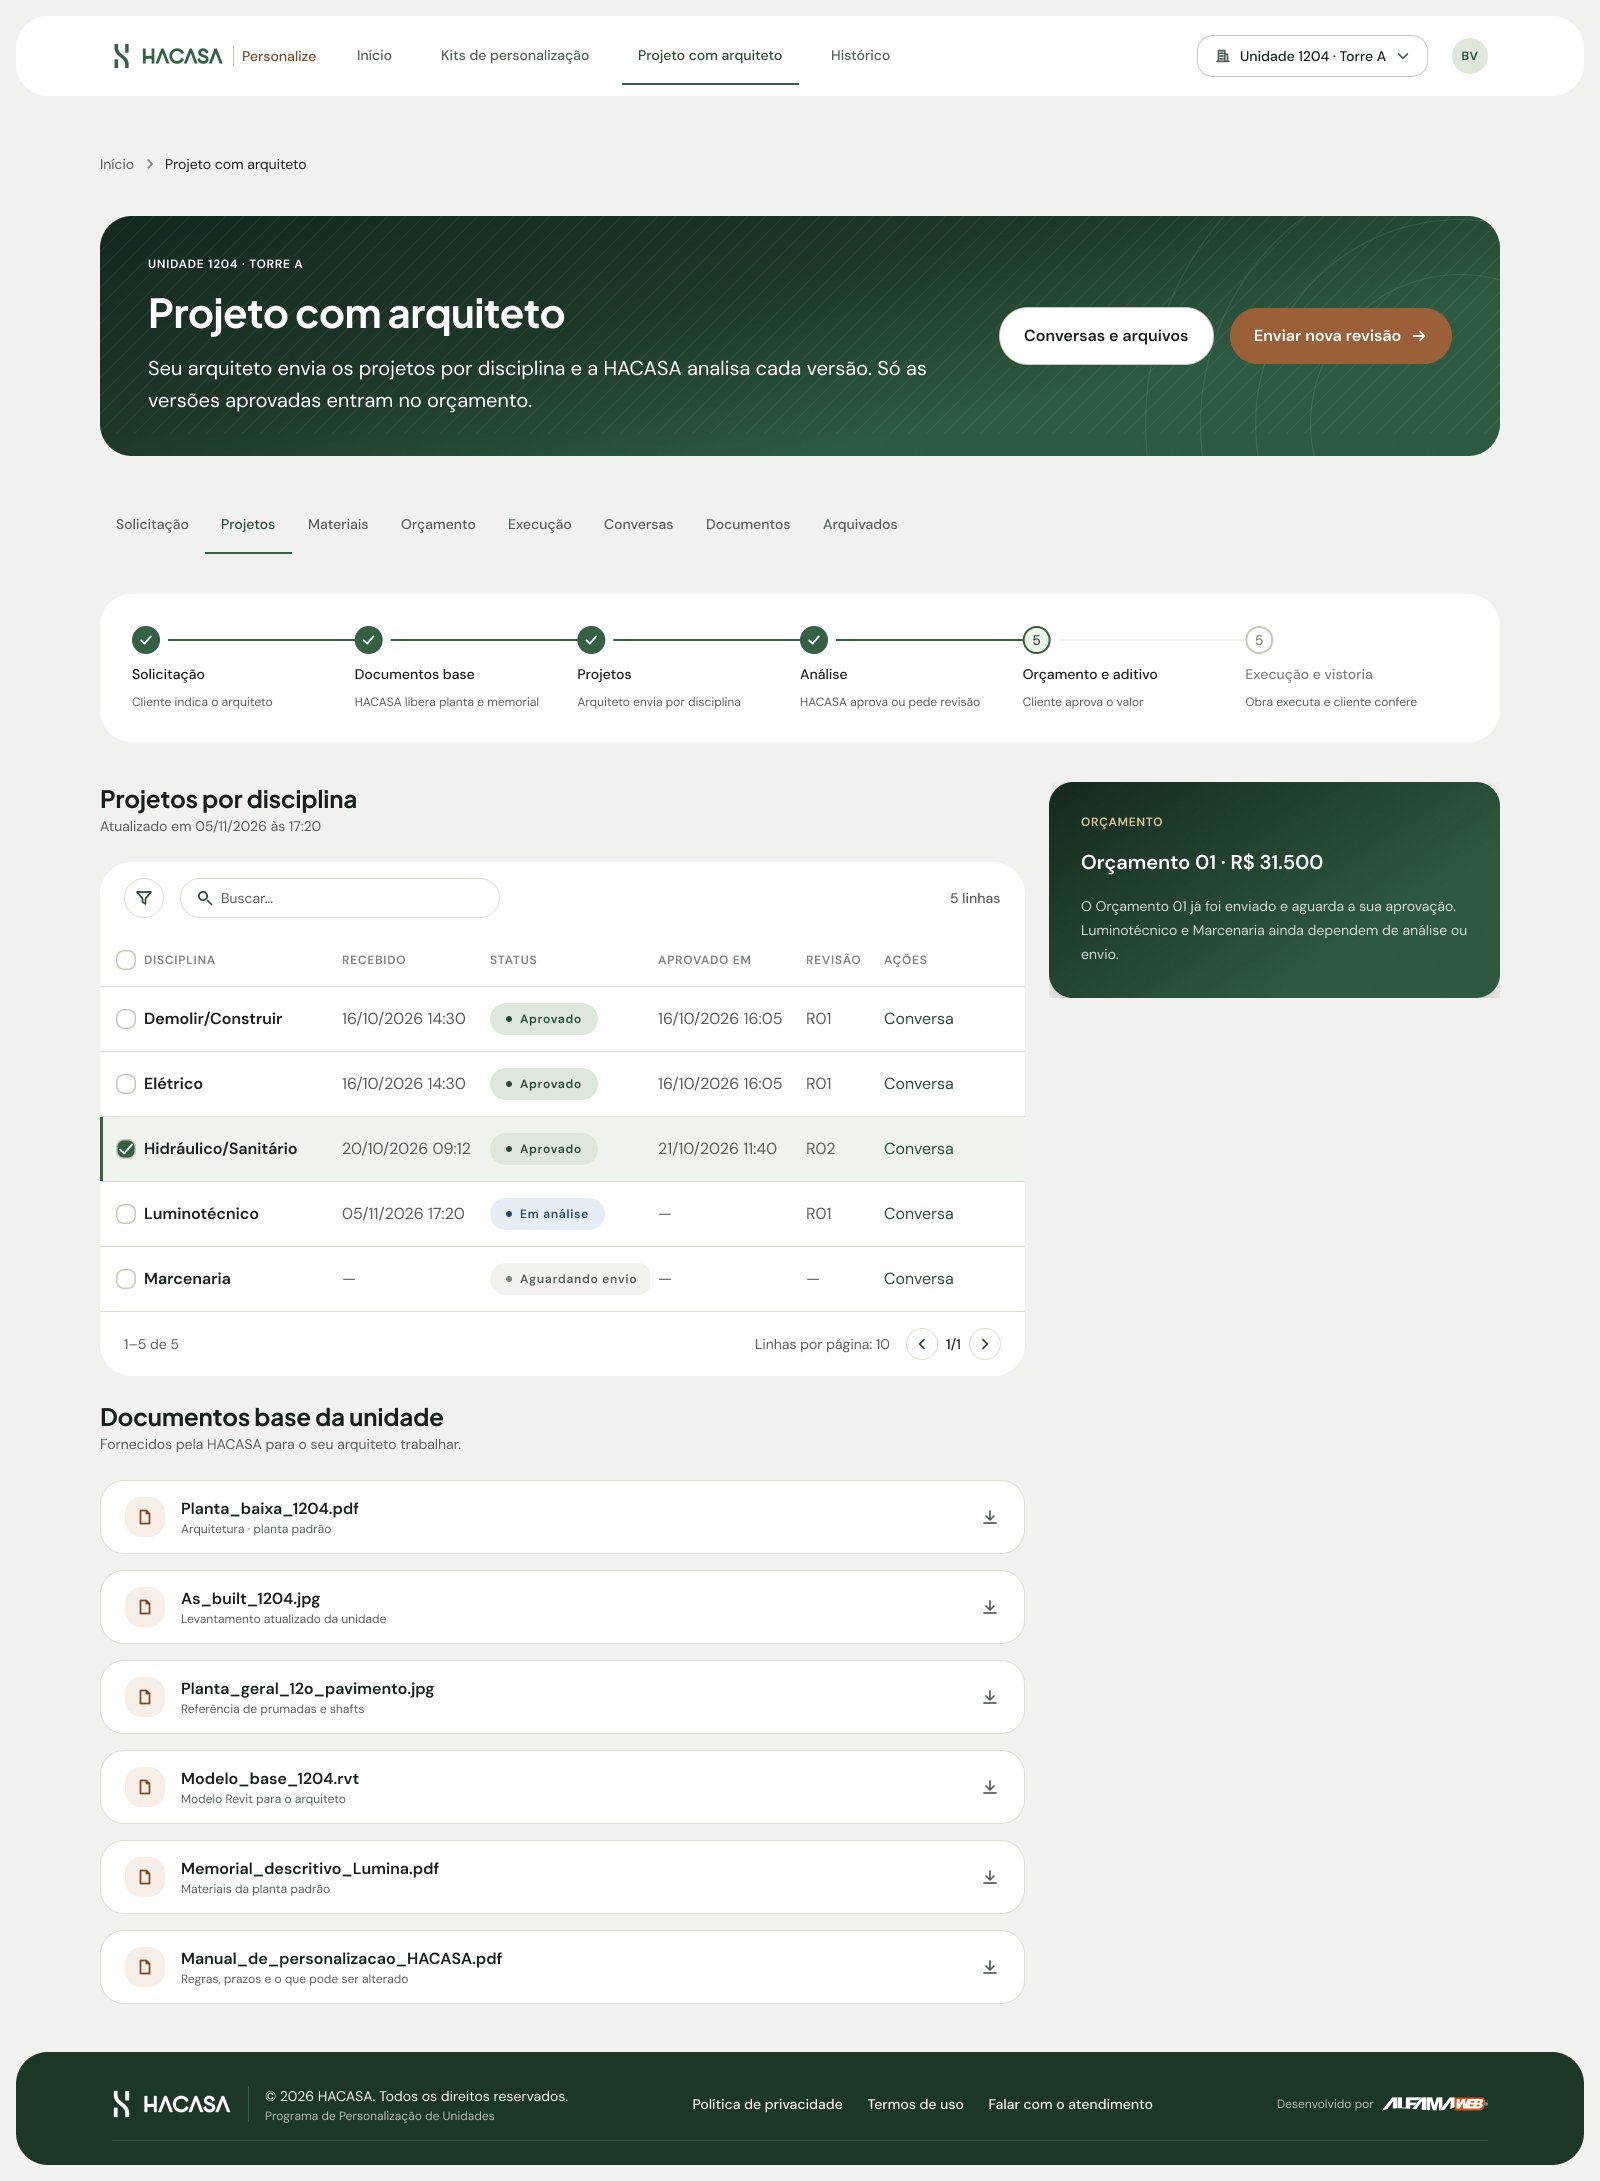 HACASA Personalize Início Kits de personalização Projeto com arquiteto Histórico Unidade 1204 · Torre A BV
Início Projeto com arquiteto
UNIDADE 1204 · TORRE A
Projeto com arquiteto
Seu arquiteto envia os projetos por disciplina e a HACASA analisa cada versão. Só as
versões aprovadas entram no orçamento.
Conversas e arquivos Enviar nova revisão
Solicitação Projetos Materiais Orçamento Execução Conversas Documentos Arquivados
5 5
Solicitação Documentos base Projetos Análise Orçamento e aditivo Execução e vistoria
Cliente indica o arquiteto HACASA libera planta e memorial Arquiteto envia por disciplina HACASA aprova ou pede revisão Cliente aprova o valor Obra executa e cliente confere
Projetos por disciplina
Atualizado em 05/11/2026 às 17:20
Buscar... 5 linhas
DISCIPLINA RECEBIDO STATUS APROVADO EM REVISÃO AÇÕES
Demolir/Construir 16/10/2026 14:30 Aprovado 16/10/2026 16:05 R01 Conversa
Elétrico 16/10/2026 14:30 Aprovado 16/10/2026 16:05 R01 Conversa
Hidráulico/Sanitário 20/10/2026 09:12 Aprovado 21/10/2026 11:40 R02 Conversa
Luminotécnico 05/11/2026 17:20 Em análise — R01 Conversa
Marcenaria — Aguardando envio — — Conversa
1–5 de 5 Linhas por página: 10 1/1
ORÇAMENTO
Orçamento 01 · R$ 31.500
O Orçamento 01 já foi enviado e aguarda a sua aprovação.
Luminotécnico e Marcenaria ainda dependem de análise ou
envio.
Documentos base da unidade
Fornecidos pela HACASA para o seu arquiteto trabalhar.
Planta_baixa_1204.pdf
Arquitetura · planta padrão
As_built_1204.jpg
Levantamento atualizado da unidade
Planta_geral_12o_pavimento.jpg
Referência de prumadas e shafts
Modelo_base_1204.rvt
Modelo Revit para o arquiteto
Memorial_descritivo_Lumina.pdf
Materiais da planta padrão
Manual_de_personalizacao_HACASA.pdf
Regras, prazos e o que pode ser alterado
HACASA
© 2026 HACASA. Todos os direitos reservados.
Programa de Personalização de Unidades
Política de privacidade Termos de uso Falar com o atendimento
Desenvolvido por ALFAMAWEB